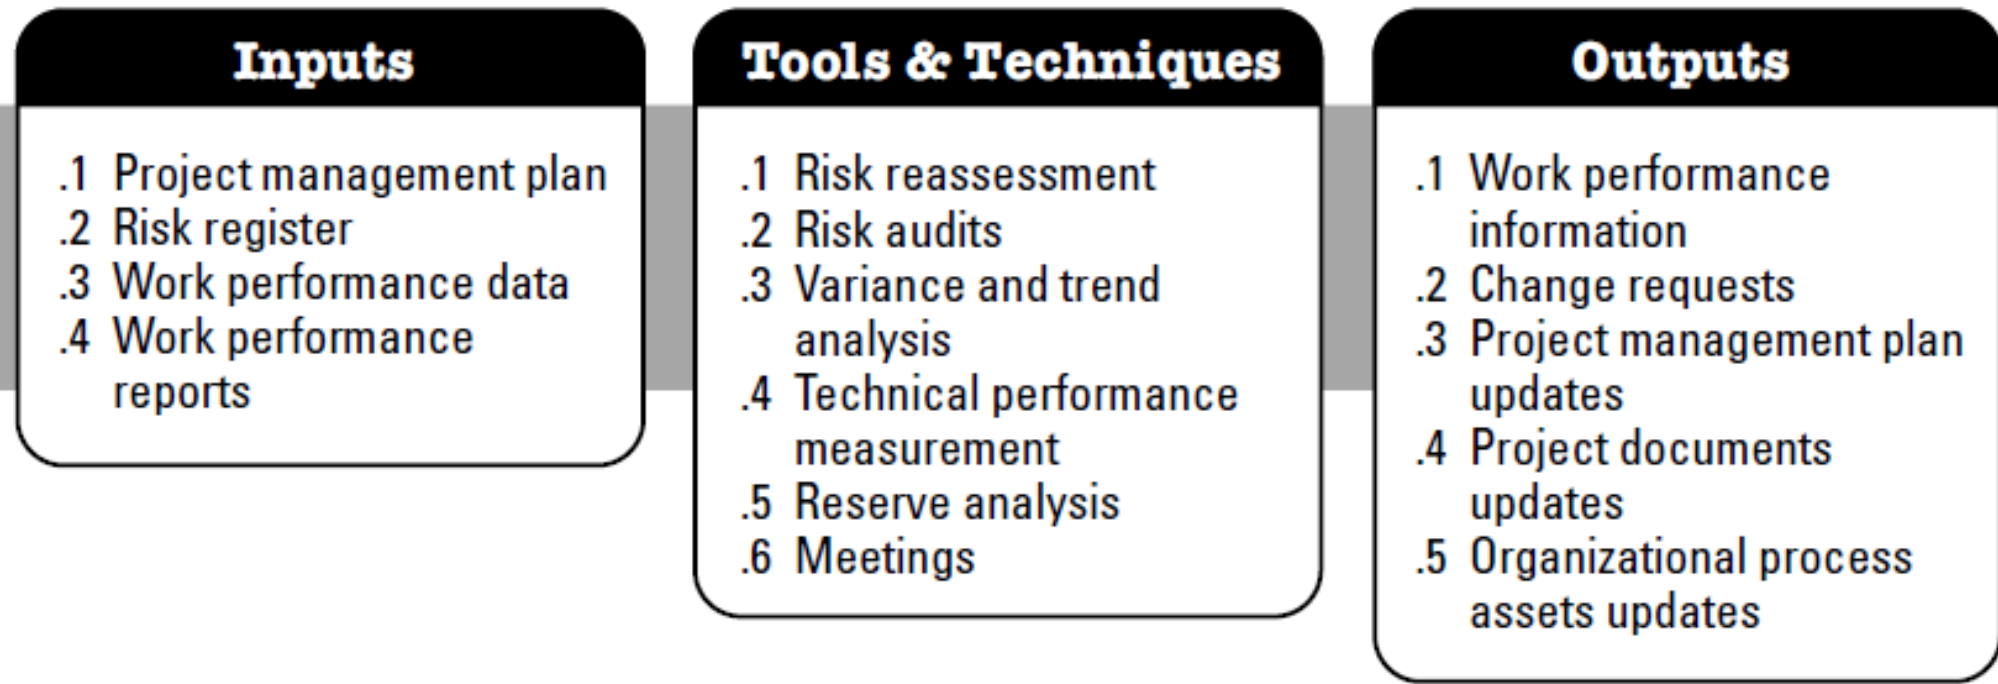 Inputs
.1 Project management plan
.2 Risk register
.3 Work performance data
.4 Work performance
reports
Tools & Techniques
.1 Risk reassessment
.2 Risk audits
.3 Variance and trend
analysis
.4 Technical performance
measurement
.5 Reserve analysis
.6 Meetings
Outputs
.1 Work performance
information
.2 Change requests
.3 Project management plan
updates
.4 Project documents
updates
.5 Organizational process
assets updates